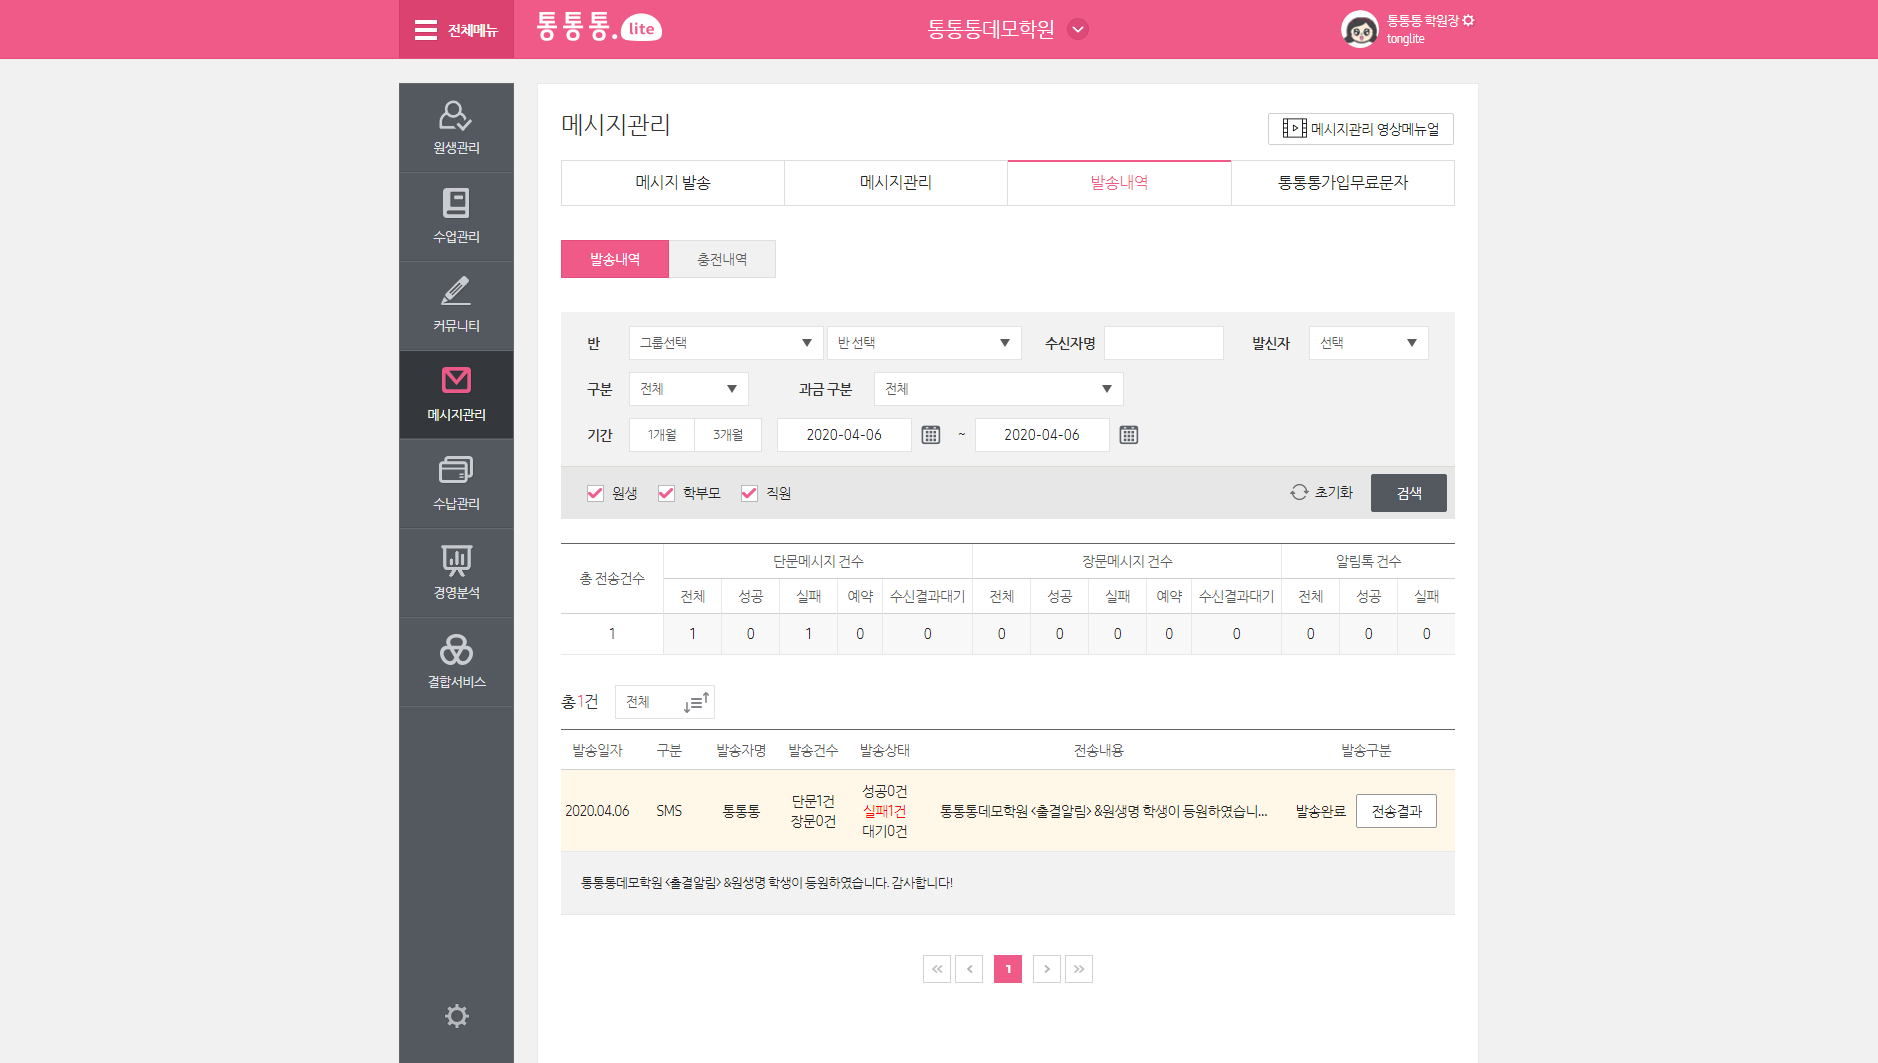 전체메뉴
통통통.lite
통통통데모학원
통통통 학원장
tonglite
원생관리
수업관리
커뮤니티
메시지관리
수납관리
경영분석
결합서비스
메시지관리
메시지관리 영상메뉴얼
메시지 발송 메시지관리 발송내역 통통통가입무료문자
발송내역 충전내역
반 그룹선택 반 선택 수신자명 발신자 선택
구분 전체 과금 구분 전체
기간 1개월 3개월 2020-04-06 ~ 2020-04-06
원생 학부모 직원 초기화 검색
총 전송건수 단문메시지 건수 장문메시지 건수 알림톡 건수
전체 성공 실패 예약 수신결과대기 전체 성공 실패 예약 수신결과대기 전체 성공 실패
1 1 0 1 0 0 0 0 0 0 0 0 0 0
총 1건 전체
발송일자 구분 발송자명 발송건수 발송상태 전송내용 발송구분
2020.04.06 SMS 통통통 단문1건 장문0건 성공0건 실패1건 대기0건 통통통데모학원 <출결알림> &원생명 학생이 등원하였습니... 발송완료 전송결과
통통통데모학원 <출결알림> &원생명 학생이 등원하였습니다. 감사합니다!
« < 1 > »